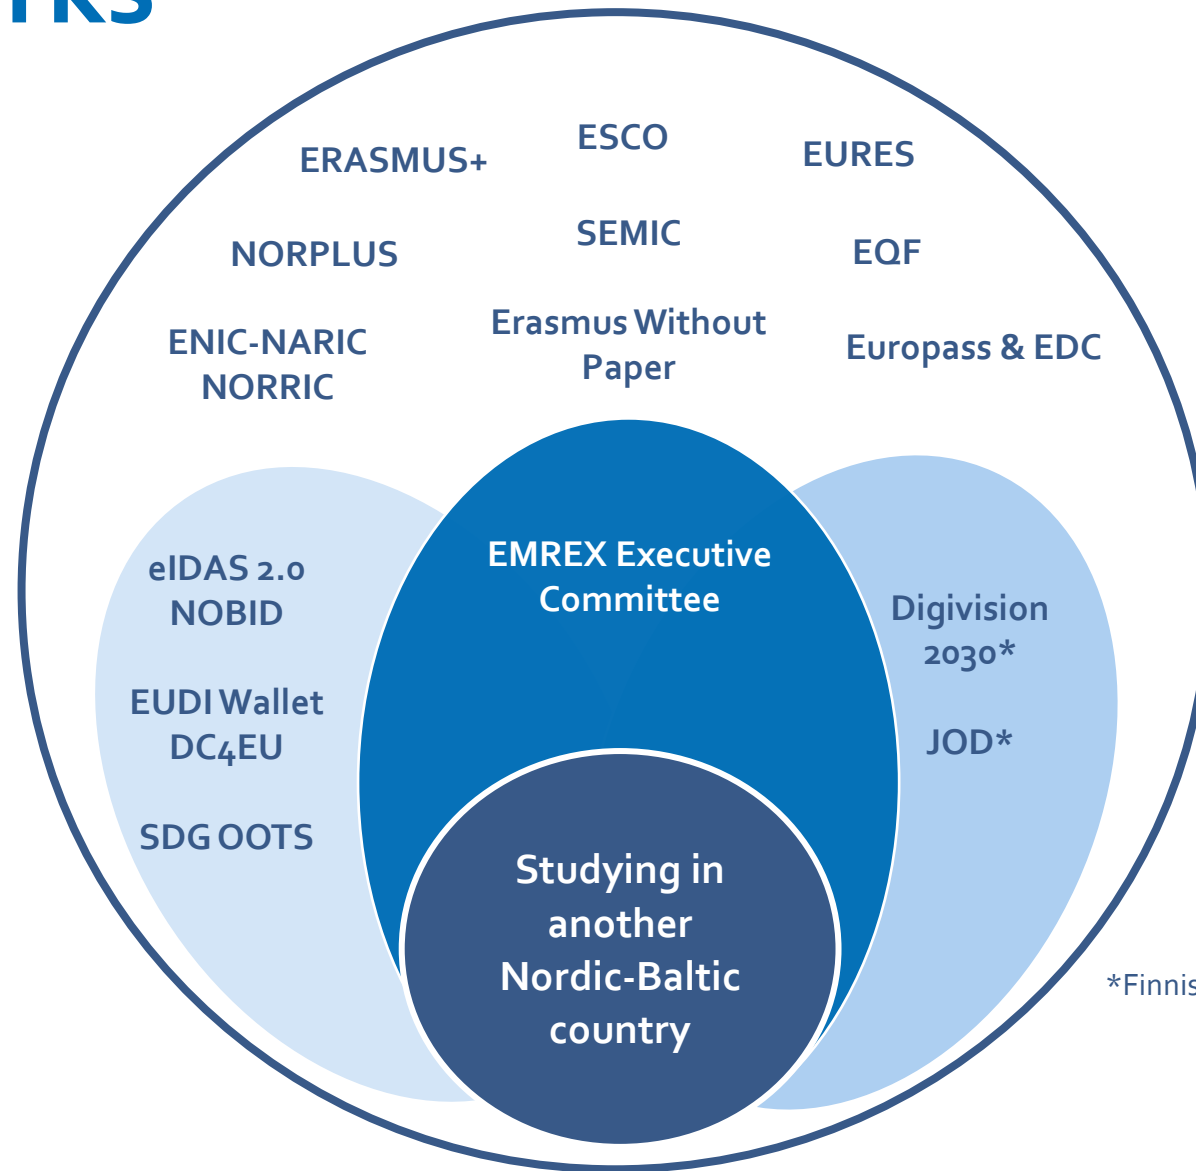 ERASMUS+
ESCO
EURES
NORPLUS
SEMIC
EQF
ENIC-NARIC
NORRIC
Erasmus Without
Paper
Europass & EDC
eIDAS 2.0
NOBID
EUDI Wallet
DC4EU
SDG OOTS
EMREX Executive
Committee
Digivision
2030*
JOD*
Studying in
another
Nordic-Baltic
country